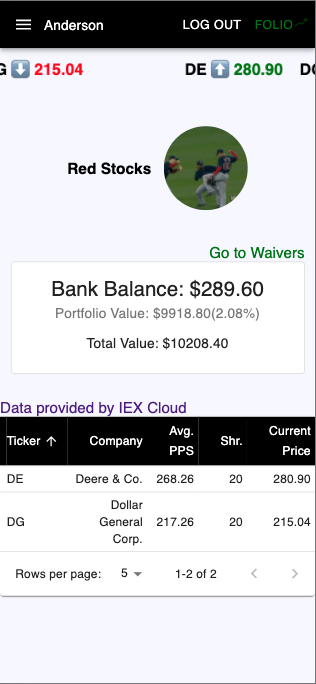 Anderson LOG OUT FOLIO
G ⬇️ 215.04 DE ⬆️ 280.90 DG
Red Stocks
Go to Waivers
Bank Balance: $289.60
Portfolio Value: $9918.80(2.08%)
Total Value: $10208.40
Data provided by IEX Cloud
Ticker ↑ Company Avg. PPS Shr. Current Price
DE Deere & Co. 268.26 20 280.90
DG Dollar General Corp. 217.26 20 215.04
Rows per page: 5 1-2 of 2